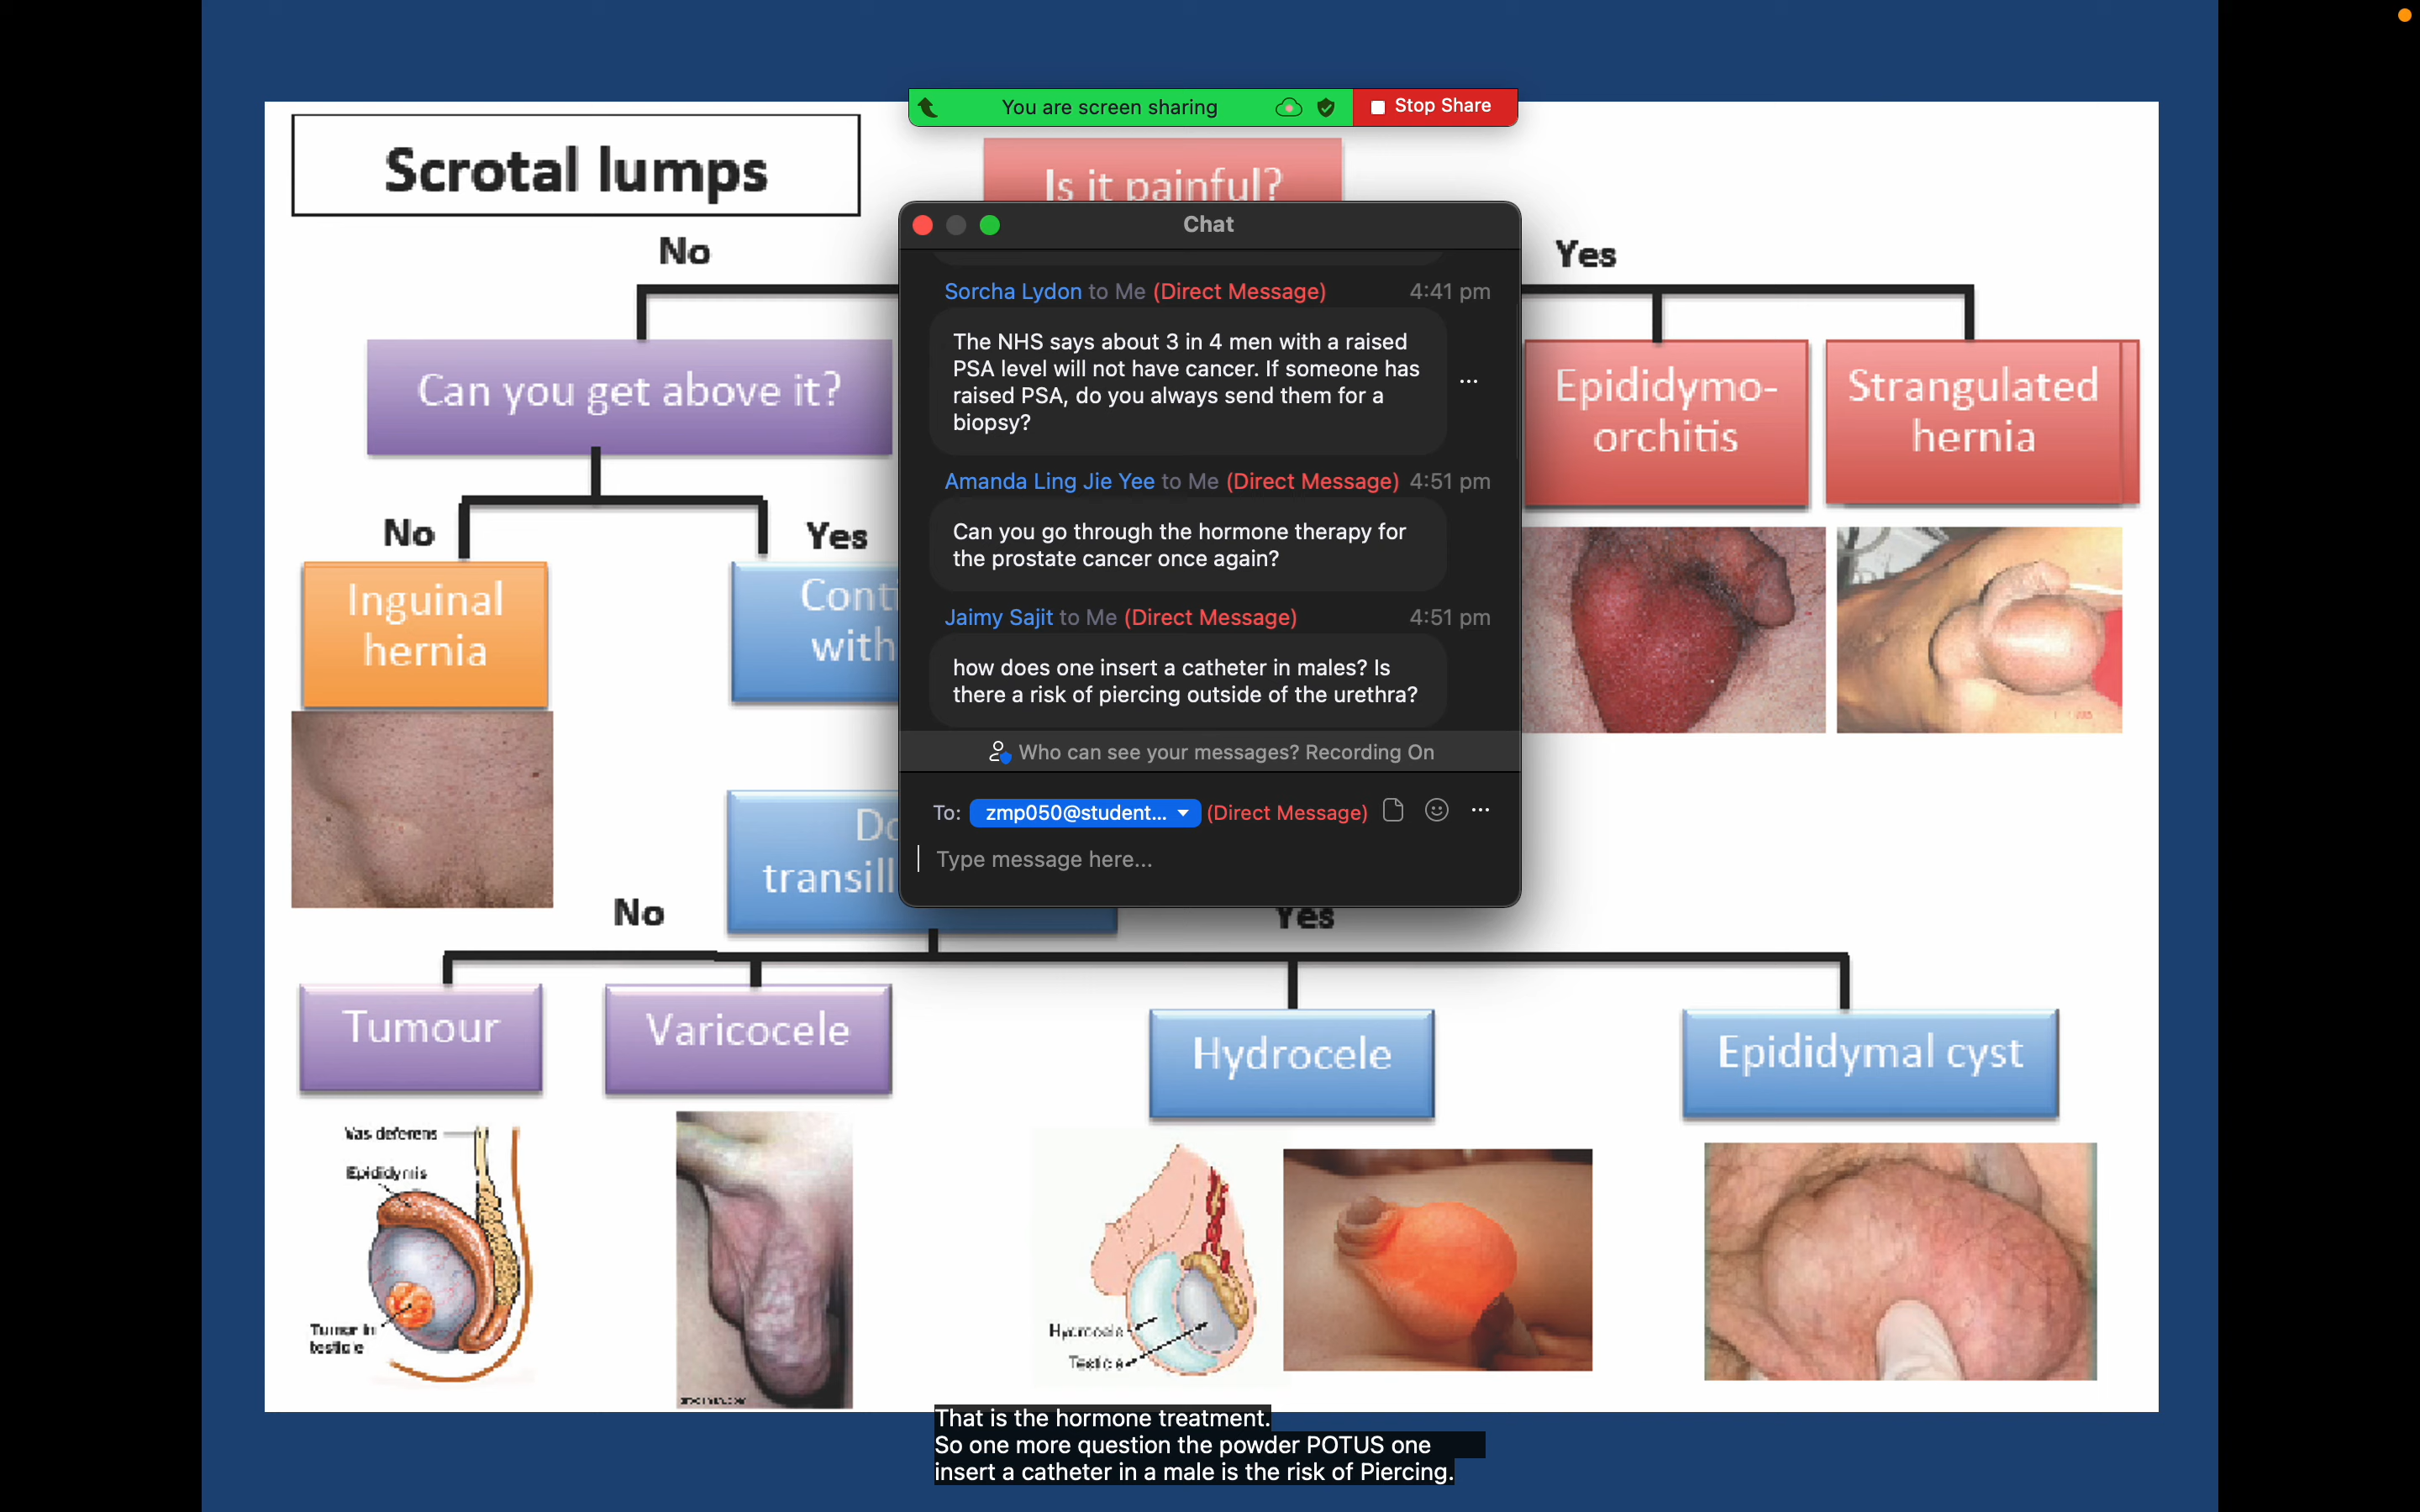 You are screen sharing
Stop Share
Scrotal lumps
Is it painful?
No
Yes
Can you get above it?
Epididymo-
orchitis
Strangulated
hernia
No
Yes
Inguinal
hernia
with
Chat
Sorcha Lydon to Me (Direct Message) 4:41 pm
The NHS says about 3 in 4 men with a raised
PSA level will not have cancer. If someone has
raised PSA, do you always send them for a
biopsy?
Amanda Ling Jie Yee to Me (Direct Message) 4:51 pm
Can you go through the hormone therapy for
the prostate cancer once again?
Jaimy Sajit to Me (Direct Message) 4:51 pm
how does one insert a catheter in males? Is
there a risk of piercing outside of the urethra?
Who can see your messages? Recording On
To: zmp050@student... (Direct Message)
Type message here...
No
Yes
Tumour
Varicocele
Hydrocele
Epididymal cyst
Vas deferens
Epididymis
Tumor in
testicle
Hydrocele
Testicle
That is the hormone treatment.
So one more question the powder POTUS one
insert a catheter in a male is the risk of Piercing.